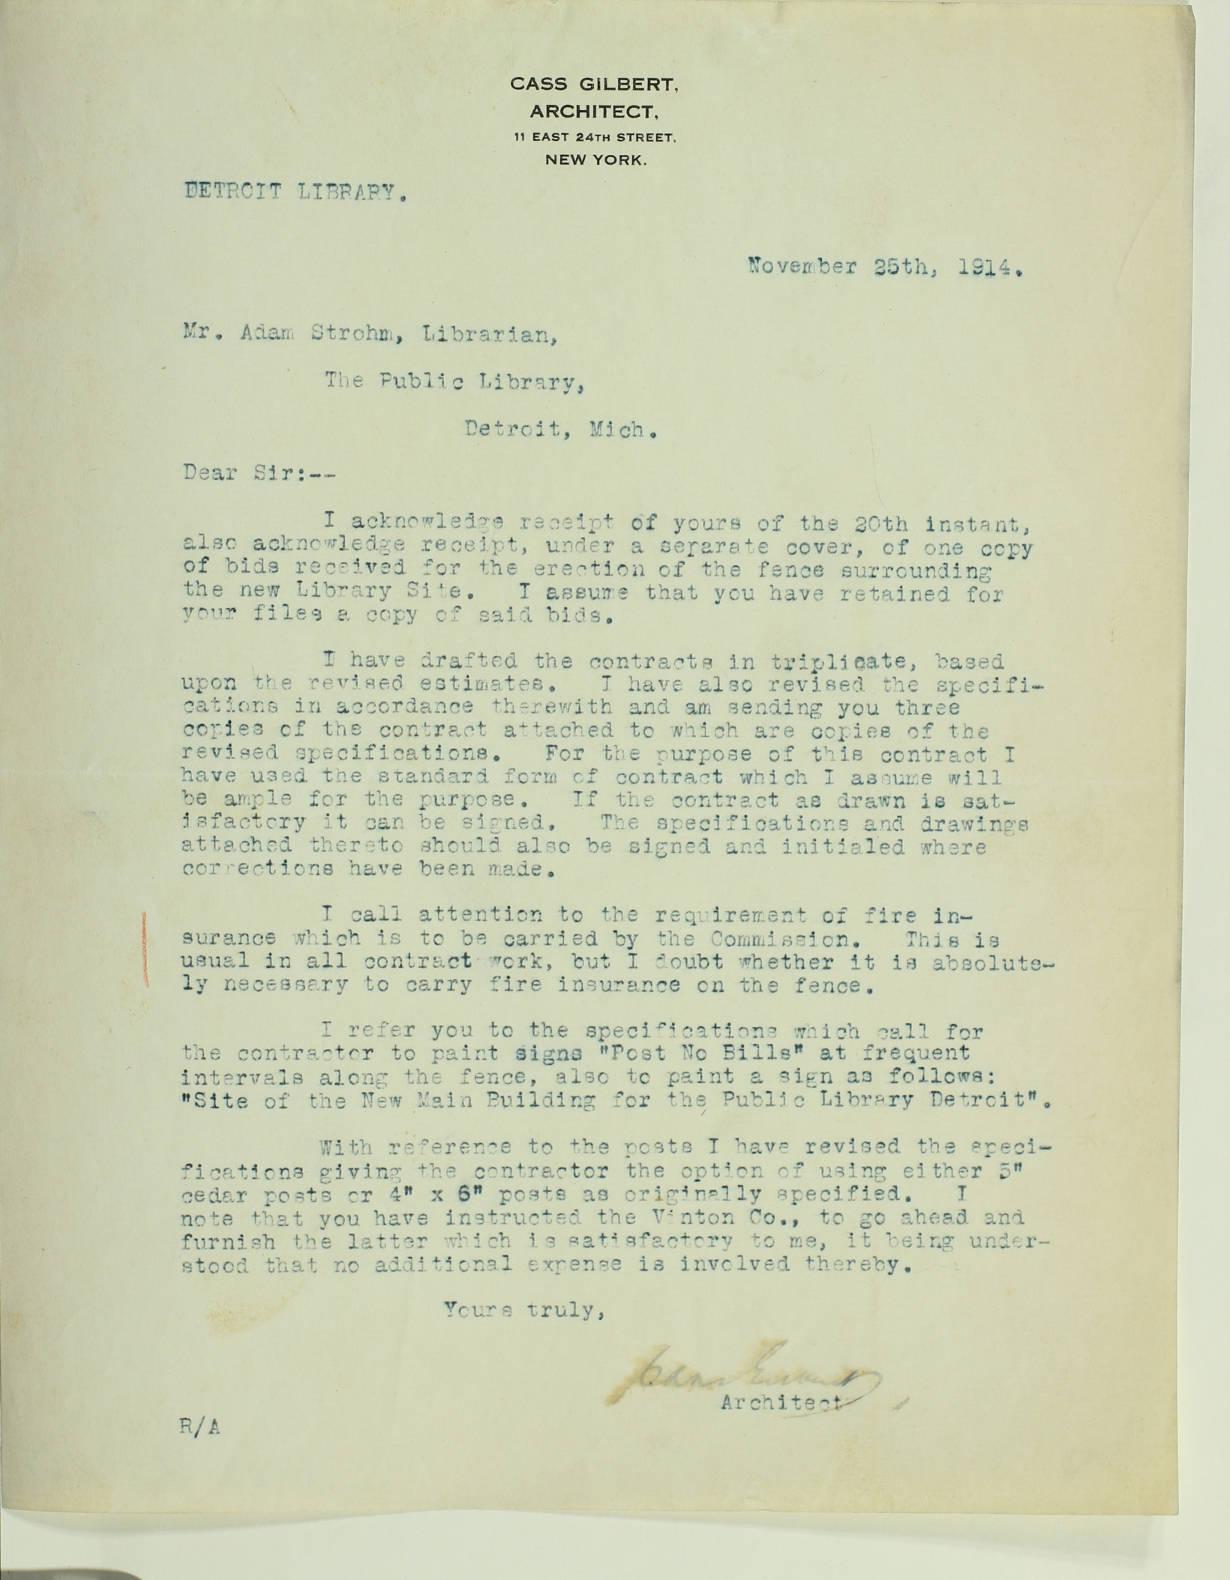 CASS GILBERT,
ARCHITECT,
11 EAST 24TH STREET,
NEW YORK.
DETROIT LIBRARY.
November 25th, 1914.
Mr. Adam Strohm, Librarian,
The Public Library,
Detroit, Mich.
Dear Sir:--
I acknowledge receipt of yours of the 20th instant,
also acknowledge receipt, under a separate cover, of one copy
of bids received for the erection of the fence surrounding
the new Library Site. I assume that you have retained for
your files a copy of said bids.
I have drafted the contracts in triplicate, based
upon the revised estimates. I have also revised the specifi-
cations in accordance therewith and am sending you three
copies of the contract attached to which are copies of the
revised specifications. For the purpose of this contract I
have used the standard form of contract which I assume will
be ample for the purpose. If the contract as drawn is sat-
isfactory it can be signed. The specifications and drawings
attached thereto should also be signed and initialed where
corrections have been made.
I call attention to the requirement of fire in-
surance which is to be carried by the Commission. This is
usual in all contract work, but I doubt whether it is absolute-
ly necessary to carry fire insurance on the fence.
I refer you to the specifications which call for
the contractor to paint signs "Post No Bills" at frequent
intervals along the fence, also to paint a sign as follows:
"Site of the New Main Building for the Public Library Detroit".
With reference to the posts I have revised the speci-
fications giving the contractor the option of using either 5"
cedar posts or 4" x 6" posts as originally specified. I
note that you have instructed the Vinton Co., to go ahead and
furnish the latter which is satisfactory to me, it being under-
stood that no additional expense is involved thereby.
Yours truly,
Cass Gilbert
Architect
R/A